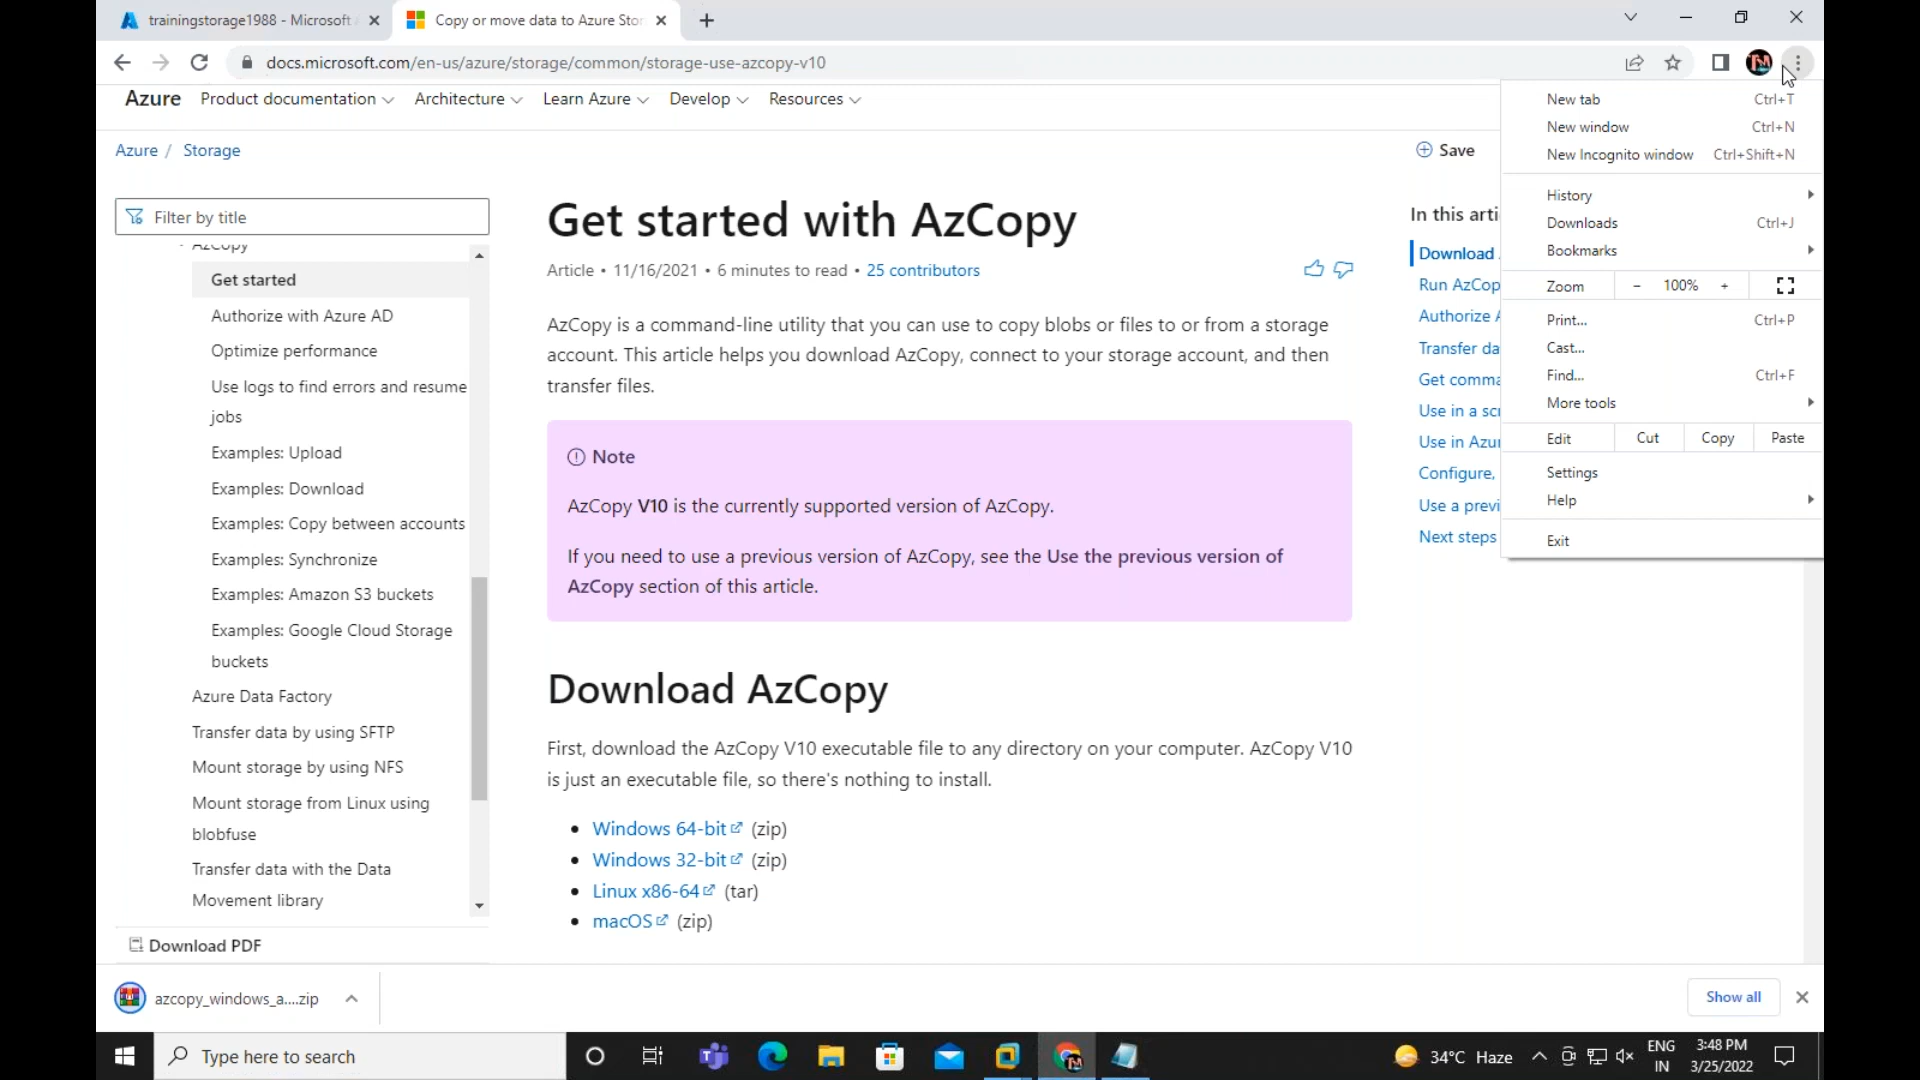 trainingstorage1988 - Microsoft
Copy or move data to Azure Stor
docs.microsoft.com/en-us/azure/storage/common/storage-use-azcopy-v10
Azure
Product documentation
Architecture
Learn Azure
Develop
Resources
Azure / Storage
Save
Filter by title
AzCopy
Get started
Authorize with Azure AD
Optimize performance
Use logs to find errors and resume
jobs
Examples: Upload
Examples: Download
Examples: Copy between accounts
Examples: Synchronize
Examples: Amazon S3 buckets
Examples: Google Cloud Storage
buckets
Azure Data Factory
Transfer data by using SFTP
Mount storage by using NFS
Mount storage from Linux using
blobfuse
Transfer data with the Data
Movement library
Download PDF
Get started with AzCopy
Article • 11/16/2021 • 6 minutes to read • 25 contributors
AzCopy is a command-line utility that you can use to copy blobs or files to or from a storage
account. This article helps you download AzCopy, connect to your storage account, and then
transfer files.
Note
AzCopy V10 is the currently supported version of AzCopy.
If you need to use a previous version of AzCopy, see the Use the previous version of
AzCopy section of this article.
Download AzCopy
First, download the AzCopy V10 executable file to any directory on your computer. AzCopy V10
is just an executable file, so there's nothing to install.
• Windows 64-bit (zip)
• Windows 32-bit (zip)
• Linux x86-64 (tar)
• macOS (zip)
In this arti
Download
Run AzCop
Authorize A
Transfer da
Get comma
Use in a scr
Use in Azur
Configure,
Use a previ
Next steps
New tab Ctrl+T
New window Ctrl+N
New Incognito window Ctrl+Shift+N
History
Downloads Ctrl+J
Bookmarks
Zoom - 100% +
Print... Ctrl+P
Cast...
Find... Ctrl+F
More tools
Edit Cut Copy Paste
Settings
Help
Exit
azcopy_windows_a....zip
Show all
Type here to search
34°C Haze
ENG
IN
3:48 PM
3/25/2022